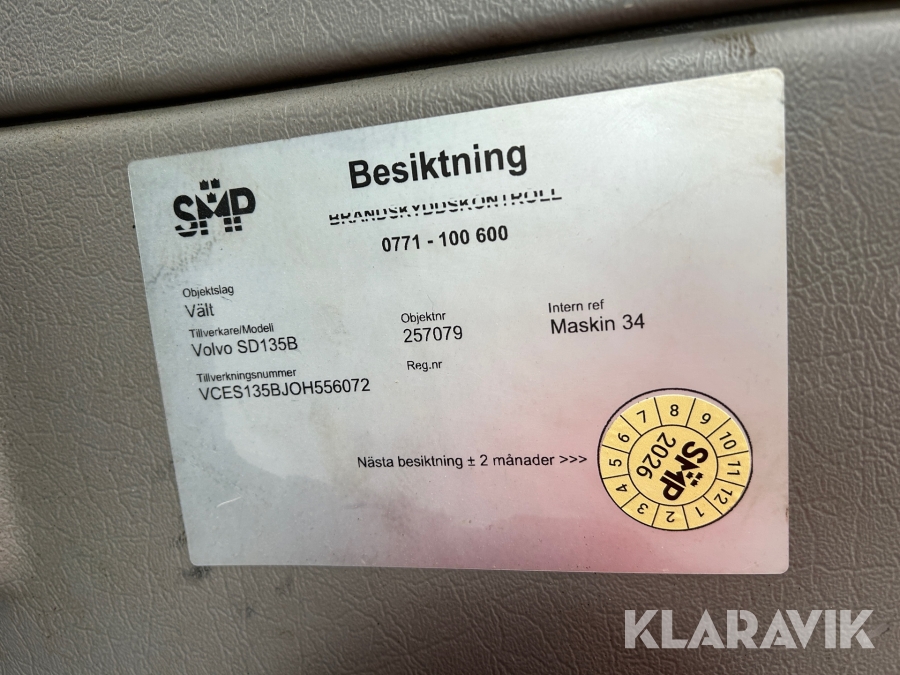 SMP
Besiktning
BRANDSKYDDSKONTROLL
0771 - 100 600
Objektslag
Vält
Tillverkare/Modell
Volvo SD135B
Objektnr
257079
Intern ref
Maskin 34
Tillverkningsnummer
VCES135BJOH556072
Reg.nr
Nästa besiktning ± 2 månader >>>
1 2 3 4 5 6 7 8 9 10 11 12
SMP
2026
KLARAVIK